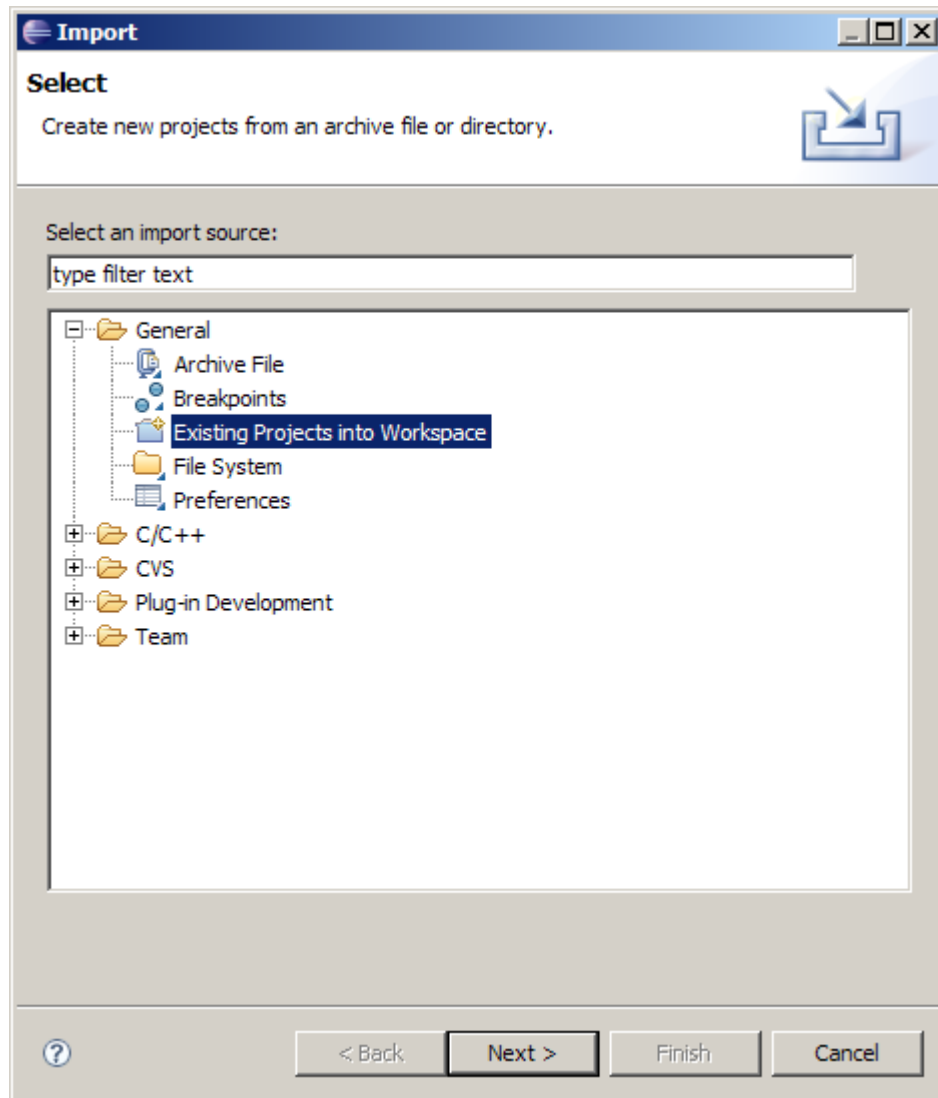 Import
Select
Create new projects from an archive file or directory.
Select an import source:
type filter text
General
Archive File
Breakpoints
Existing Projects into Workspace
File System
Preferences
C/C++
CVS
Plug-in Development
Team
? < Back Next > Finish Cancel